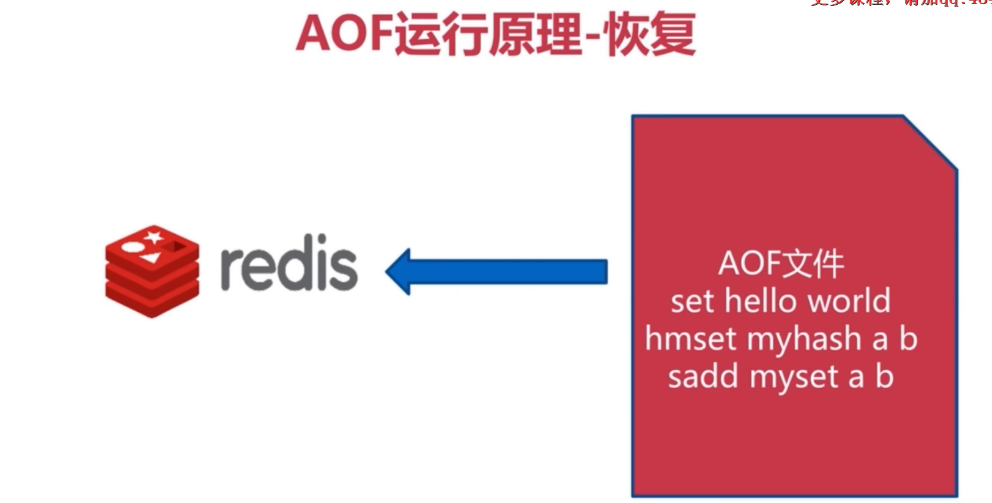 AOF运行原理-恢复
redis
AOF文件
set hello world
hmset myhash a b
sadd myset a b